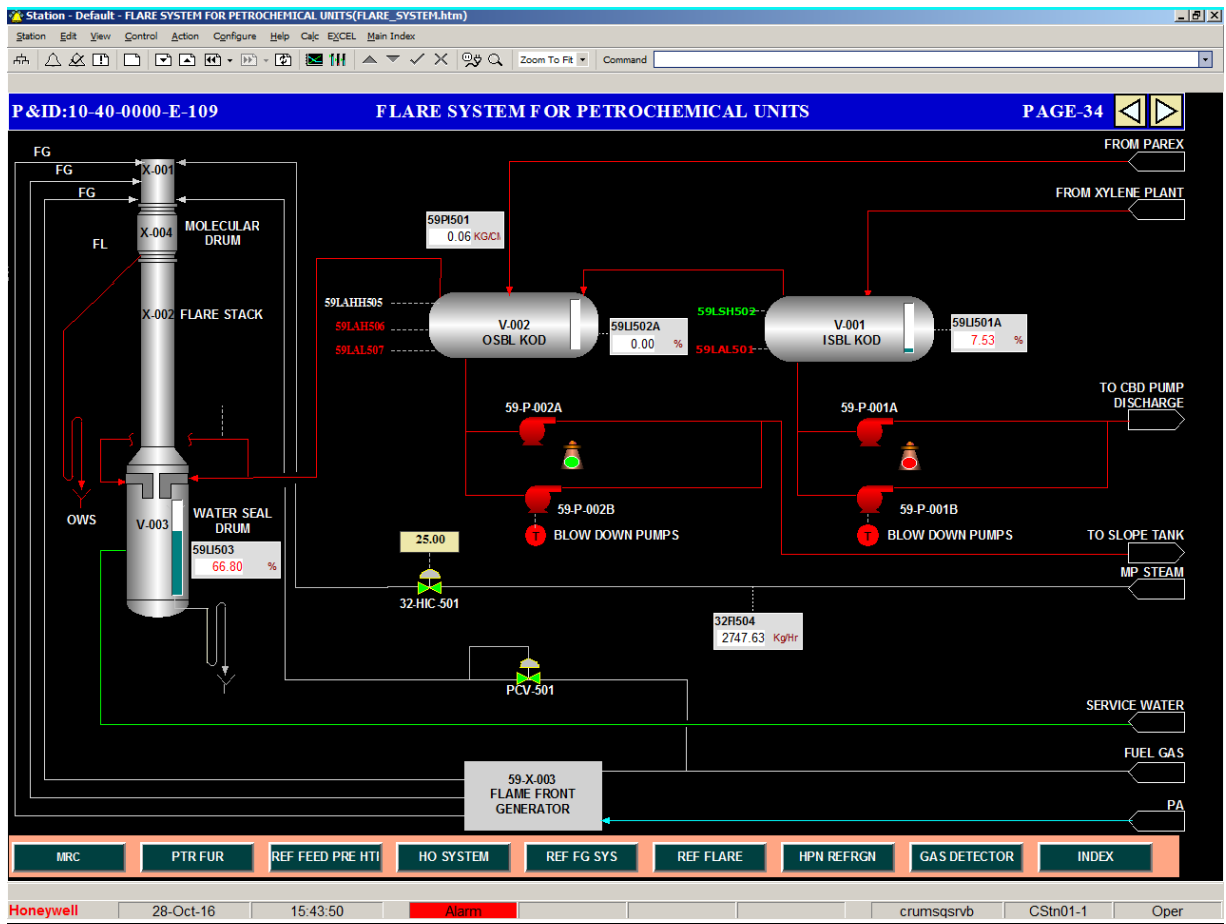 Station - Default - FLARE SYSTEM FOR PETROCHEMICAL UNITS(FLARE_SYSTEM.htm)
Station Edit View Control Action Configure Help Calc EXCEL Main Index
Zoom To Fit Command
P&ID:10-40-0000-E-109 FLARE SYSTEM FOR PETROCHEMICAL UNITS PAGE-34
FROM PAREX
FG
FG
X-001
FG
FROM XYLENE PLANT
59PI501
0.06 KG/C
MOLECULAR
DRUM
X-004
FL
59LAHH505
59LAH506
59LAL507
X-002 FLARE STACK
V-002
OSBL KOD
59LI502A
0.00 %
59LSH502
59LAL501
V-001
ISBL KOD
59LI501A
7.53 %
TO CBD PUMP
DISCHARGE
59-P-002A
59-P-001A
59-P-002B
59-P-001B
T BLOW DOWN PUMPS
T BLOW DOWN PUMPS
OWS
V-003
WATER SEAL
DRUM
59LI503
66.80 %
TO SLOPE TANK
25.00
MP STEAM
32-HIC-501
32FI504
2747.63 Kg/Hr
PCV-501
SERVICE WATER
FUEL GAS
59-X-003
FLAME FRONT
GENERATOR
PA
MRC PTR FUR REF FEED PRE HTI HO SYSTEM REF FG SYS REF FLARE HPN REFRGN GAS DETECTOR INDEX
Honeywell 28-Oct-16 15:43:50 Alarm crumsqsrvb CStn01-1 Oper